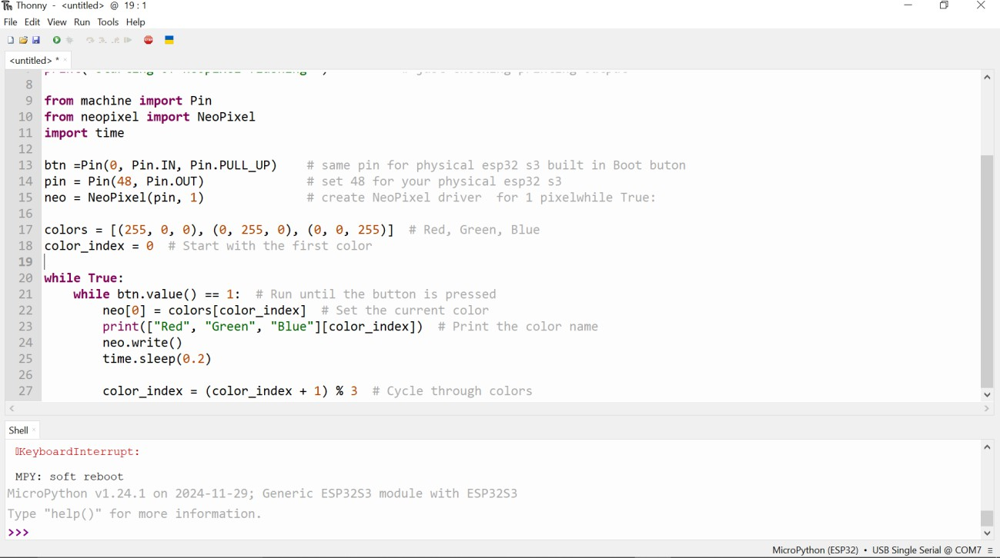 Thonny - <untitled> @ 19 : 1
File Edit View Run Tools Help
<untitled> *
8
9 from machine import Pin
10 from neopixel import NeoPixel
11 import time
12
13 btn =Pin(0, Pin.IN, Pin.PULL_UP)    # same pin for physical esp32 s3 built in Boot buton
14 pin = Pin(48, Pin.OUT)              # set 48 for your physical esp32 s3
15 neo = NeoPixel(pin, 1)              # create NeoPixel driver  for 1 pixelwhile True:
16
17 colors = [(255, 0, 0), (0, 255, 0), (0, 0, 255)]  # Red, Green, Blue
18 color_index = 0  # Start with the first color
19
20 while True:
21     while btn.value() == 1:  # Run until the button is pressed
22         neo[0] = colors[color_index]  # Set the current color
23         print(["Red", "Green", "Blue"][color_index])  # Print the color name
24         neo.write()
25         time.sleep(0.2)
26
27         color_index = (color_index + 1) % 3  # Cycle through colors
Shell
KeyboardInterrupt:
MPY: soft reboot
MicroPython v1.24.1 on 2024-11-29; Generic ESP32S3 module with ESP32S3
Type "help()" for more information.
>>>
MicroPython (ESP32) • USB Single Serial @ COM7 ≡